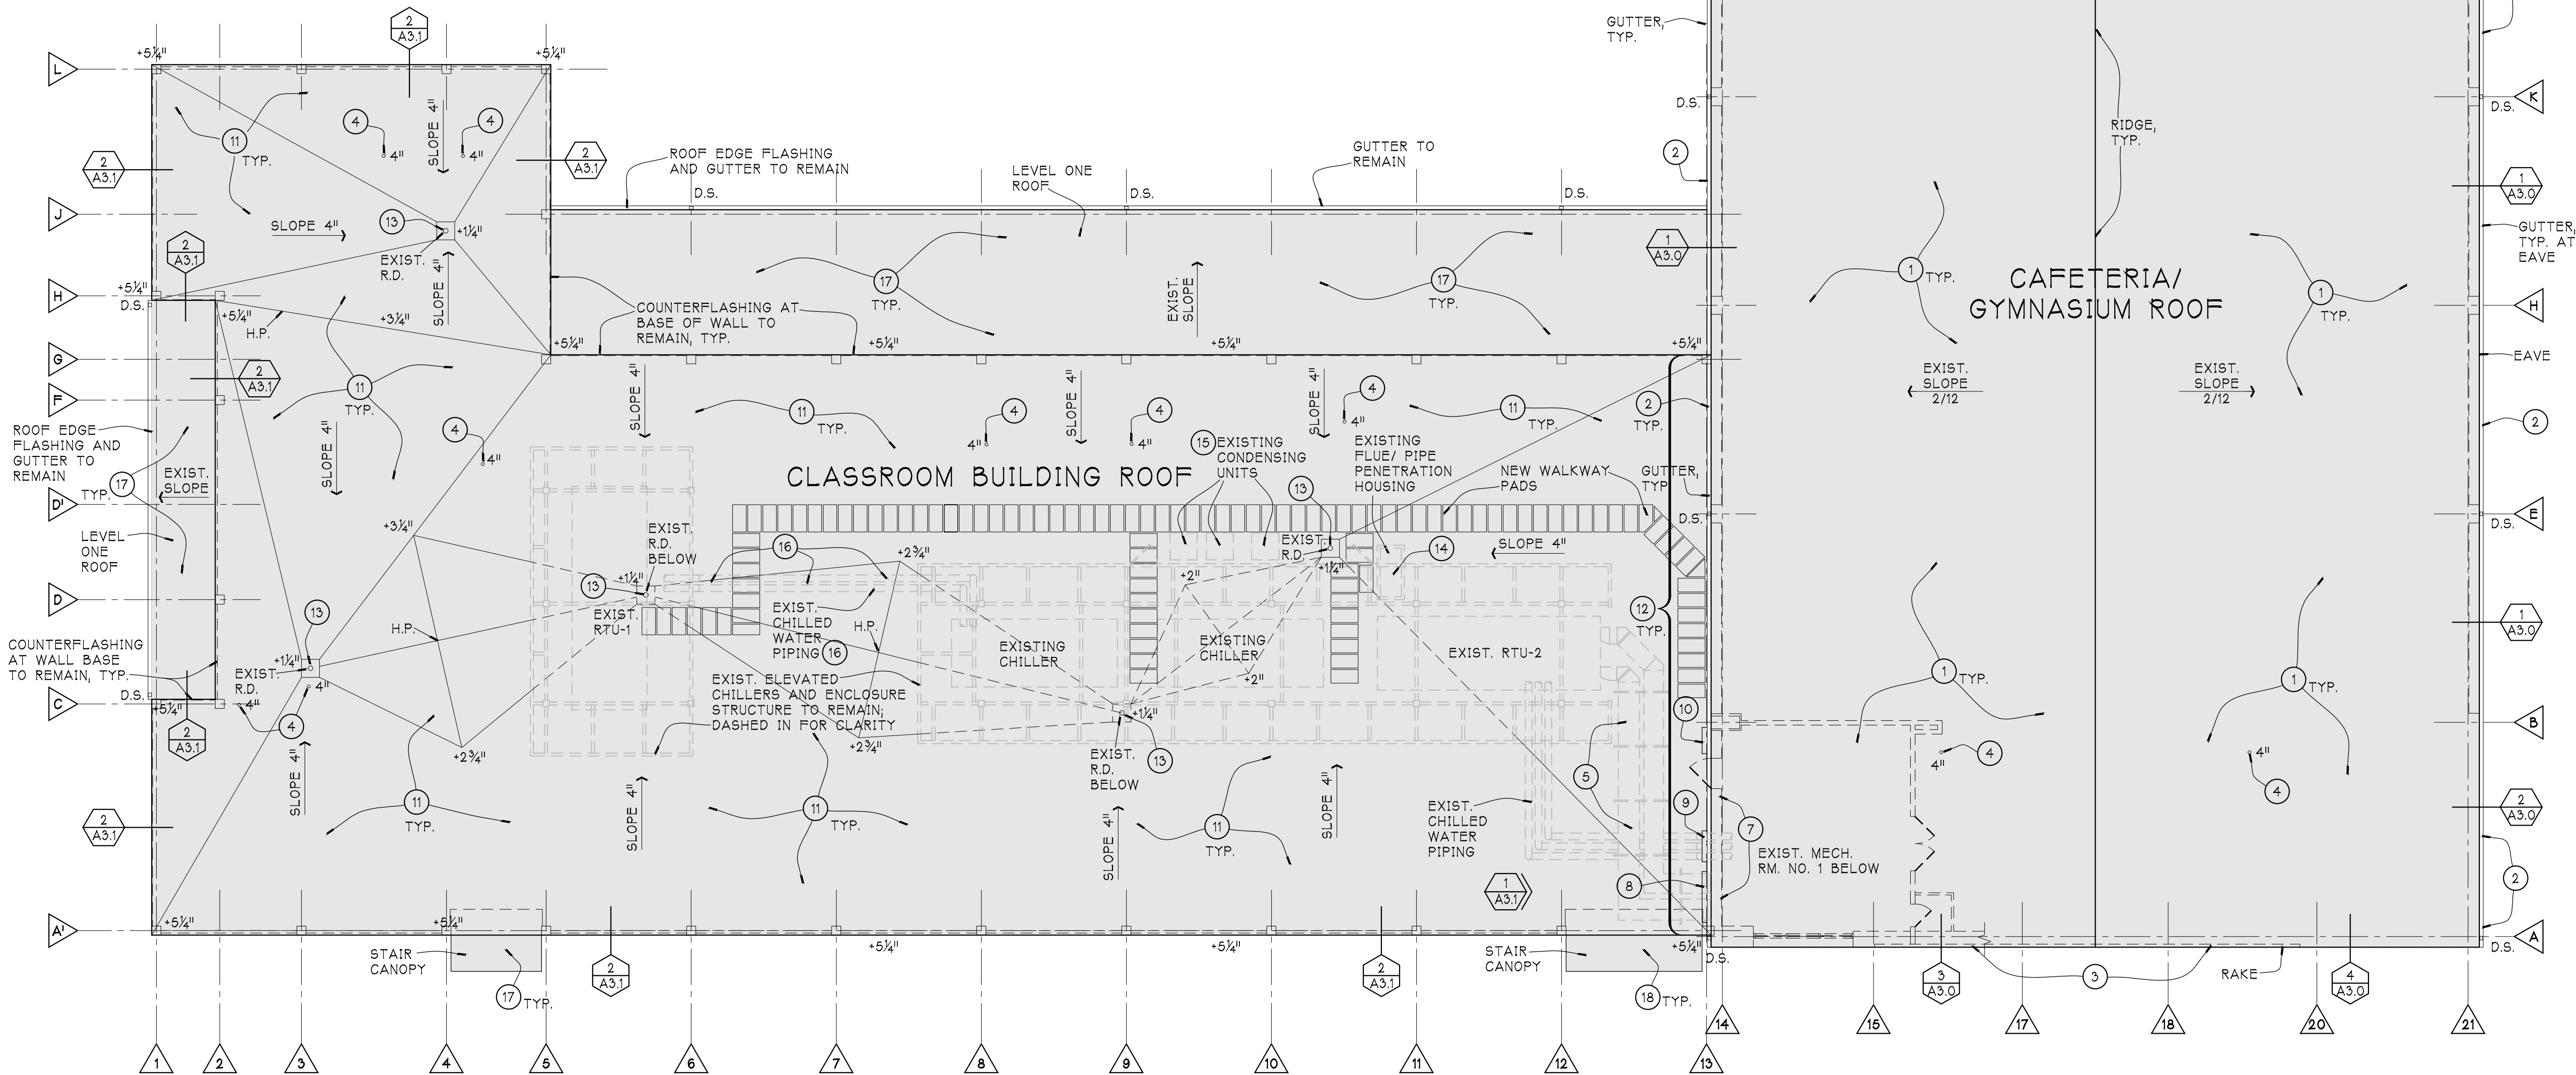 2
A3.1
GUTTER,
TYP.
+5¼"
+5¼"
L
D.S.
K
D.S.
SLOPE 4"
4
4
11
TYP.
4"
4"
RIDGE,
TYP.
2
A3.1
2
A3.1
ROOF EDGE FLASHING
AND GUTTER TO REMAIN
LEVEL ONE
ROOF
GUTTER TO
REMAIN
2
1
A3.0
D.S.
D.S.
D.S.
J
SLOPE 4"
13
+1¼"
EXIST.
R.D.
2
A3.1
SLOPE 4"
1
A3.0
GUTTER,
TYP. AT
EAVE
17
TYP.
EXIST.
SLOPE
17
TYP.
1
TYP.
CAFETERIA/
GYMNASIUM ROOF
1
TYP.
H
+5¼"
D.S.
+5¼"
H.P.
+3¼"
COUNTERFLASHING AT
BASE OF WALL TO
REMAIN, TYP.
H
G
+5¼"
+5¼"
+5¼"
+5¼"
EAVE
2
A3.1
11
TYP.
SLOPE 4"
SLOPE 4"
SLOPE 4"
EXIST.
SLOPE
2/12
EXIST.
SLOPE
2/12
F
11
TYP.
4
4
4
4"
11
TYP.
2
TYP.
2
ROOF EDGE
FLASHING AND
GUTTER TO
REMAIN
4
4"
4"
4"
15
EXISTING
CONDENSING
UNITS
EXISTING
FLUE/ PIPE
PENETRATION
HOUSING
NEW WALKWAY
PADS
GUTTER,
TYP.
CLASSROOM BUILDING ROOF
17
TYP.
EXIST.
SLOPE
SLOPE 4"
13
D'
D.S.
D.S.
E
+3¼"
EXIST.
R.D.
BELOW
16
+2¾"
EXIST.
R.D.
14
SLOPE 4"
LEVEL
ONE
ROOF
D
13
+1¼"
+2"
+1¼"
EXIST.
RTU-1
EXIST.
CHILLED
WATER
PIPING
16
H.P.
H.P.
12
TYP.
1
A3.0
13
COUNTERFLASHING
AT WALL BASE
TO REMAIN, TYP.
+1¼"
EXIST.
R.D.
4"
EXISTING
CHILLER
EXISTING
CHILLER
EXIST. RTU-2
+2"
1
TYP.
1
TYP.
D.S.
C
+5¼"
4"
4
EXIST. ELEVATED
CHILLERS AND ENCLOSURE
STRUCTURE TO REMAIN;
DASHED IN FOR CLARITY
+1¼"
10
B
2
A3.1
+2¾"
+2¾"
EXIST.
R.D.
BELOW
13
5
4"
4
4"
4
SLOPE 4"
SLOPE 4"
SLOPE 4"
SLOPE 4"
2
A3.1
11
TYP.
11
TYP.
11
TYP.
EXIST.
CHILLED
WATER
PIPING
9
7
EXIST. MECH.
RM. NO. 1 BELOW
2
A3.0
1
A3.1
8
2
A'
+5¼"
+5¼"
+5¼"
+5¼"
+5¼"
D.S.
D.S.
A
STAIR
CANOPY
17
TYP.
2
A3.1
2
A3.1
STAIR
CANOPY
18
TYP.
3
A3.0
3
RAKE
4
A3.0
14
15
17
18
20
21
1
2
3
4
5
6
7
8
9
10
11
12
13